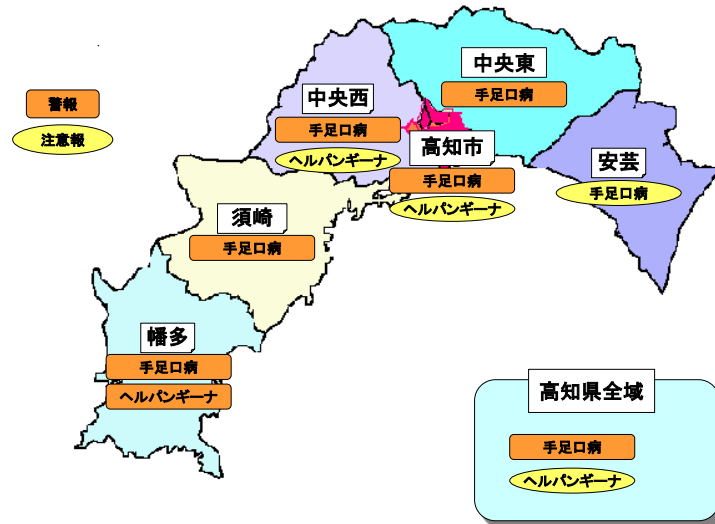 警報
注意報
中央西
手足口病
ヘルパンギーナ
中央東
手足口病
高知市
手足口病
ヘルパンギーナ
安芸
手足口病
須崎
手足口病
幡多
手足口病
ヘルパンギーナ
高知県全域
手足口病
ヘルパンギーナ